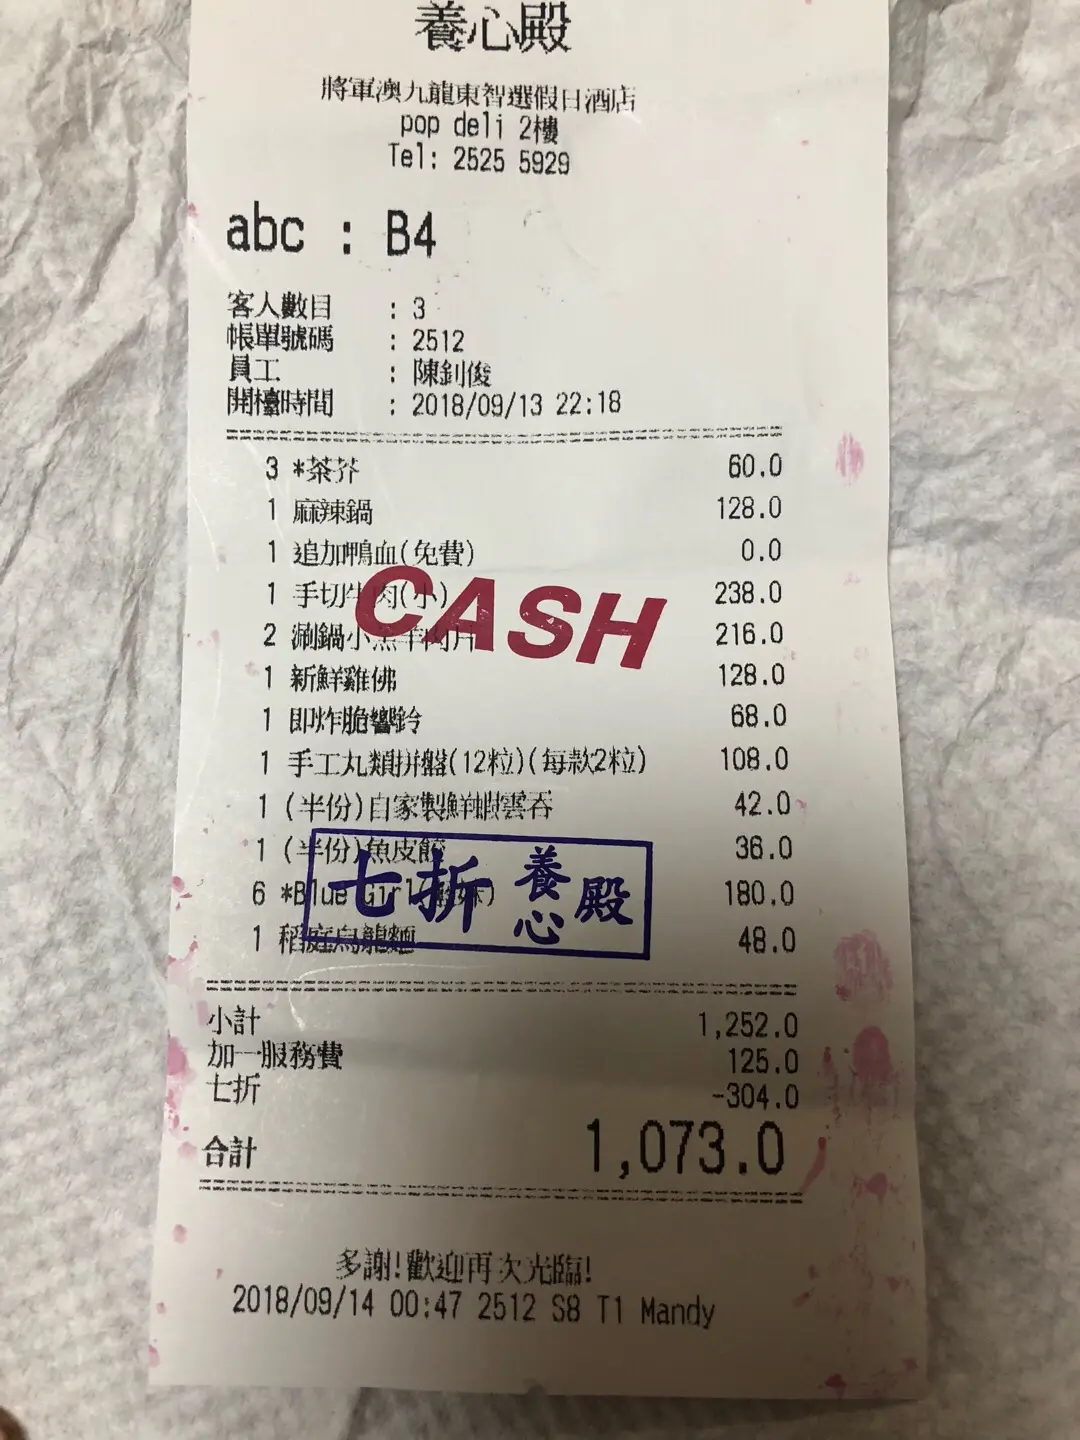 養心殿
將軍澳九龍東智選假日酒店
pop deli 2樓
Tel: 2525 5929
abc : B4
客人數目 : 3
帳單號碼 : 2512
員工 : 陳釗俊
開檯時間 : 2018/09/13 22:18
3 *茶芥 60.0
1 麻辣鍋 128.0
1 追加鴨血(免費) 0.0
1 手切牛肉(小) 238.0
2 涮鍋小羔羊肉片 216.0
CASH
1 新鮮雞佛 128.0
1 即炸脆響鈴 68.0
1 手工丸類拼盤(12粒)(每款2粒) 108.0
1 (半份)自家製鮮蝦雲吞 42.0
1 (半份)魚皮餃 36.0
6 *Blue Girl 180.0
七折 養心殿
1 稻庭烏龍麵 48.0
小計 1,252.0
加一服務費 125.0
七折 -304.0
合計 1,073.0
多謝!歡迎再次光臨!
2018/09/14 00:47 2512 S8 T1 Mandy